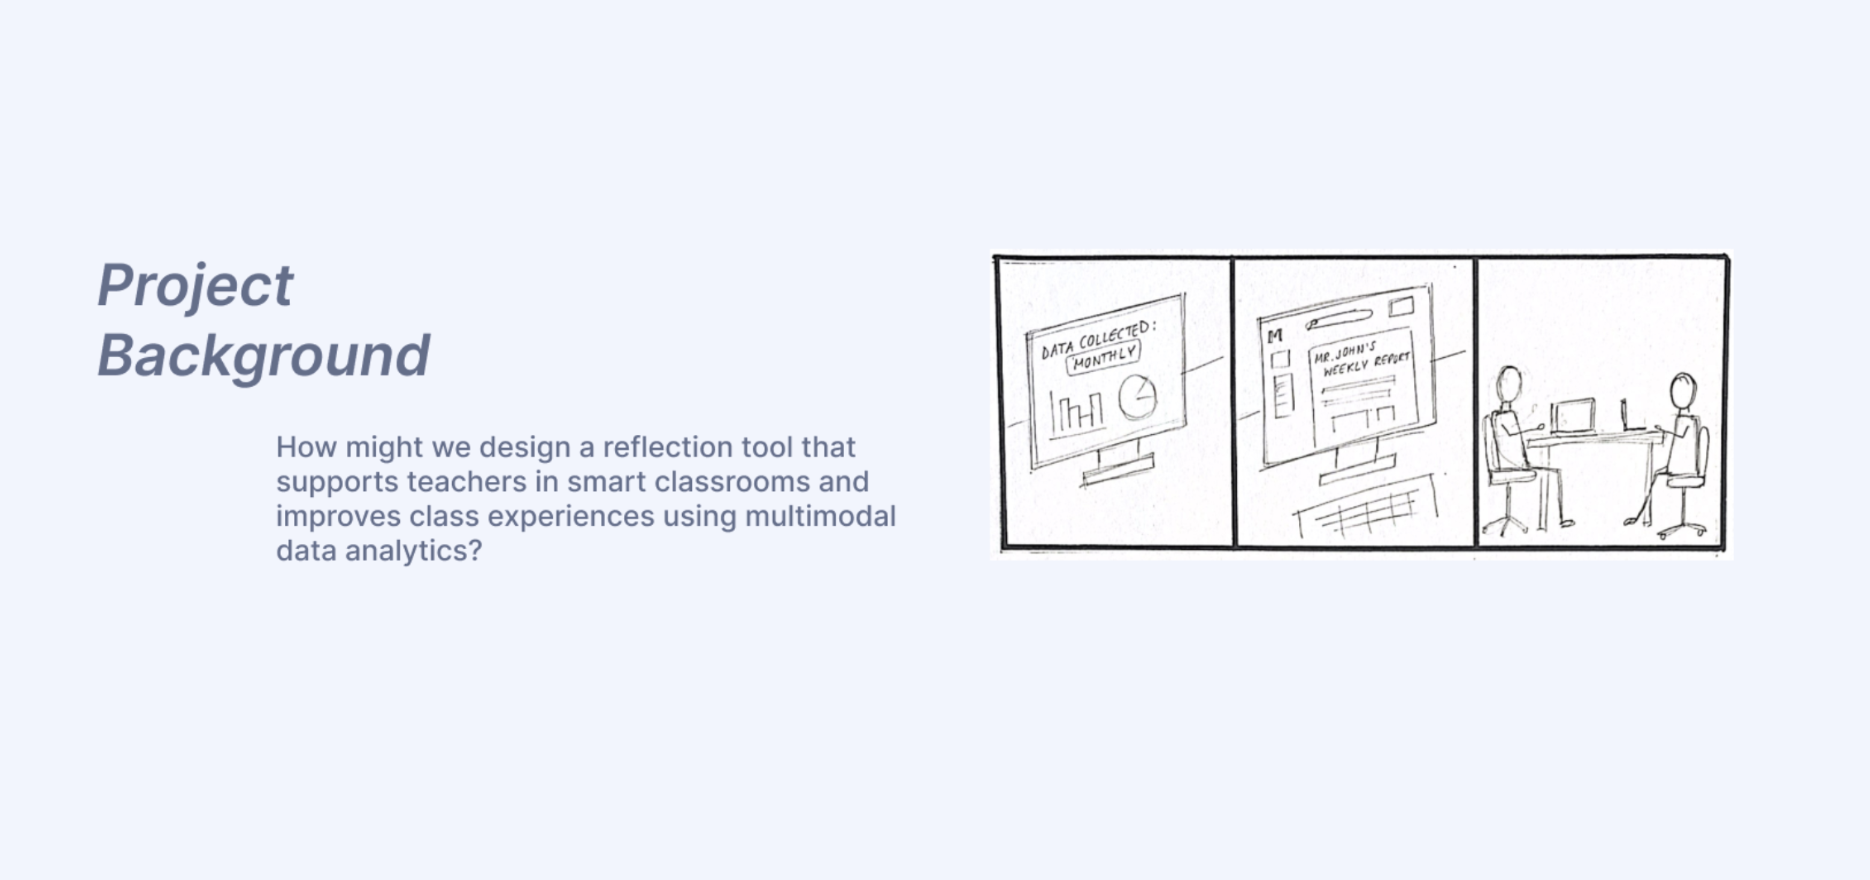 Project
Background
How might we design a reflection tool that
supports teachers in smart classrooms and
improves class experiences using multimodal
data analytics?
DATA COLLECTED:
MONTHLY
M
MR. JOHN'S
WEEKLY REPORT